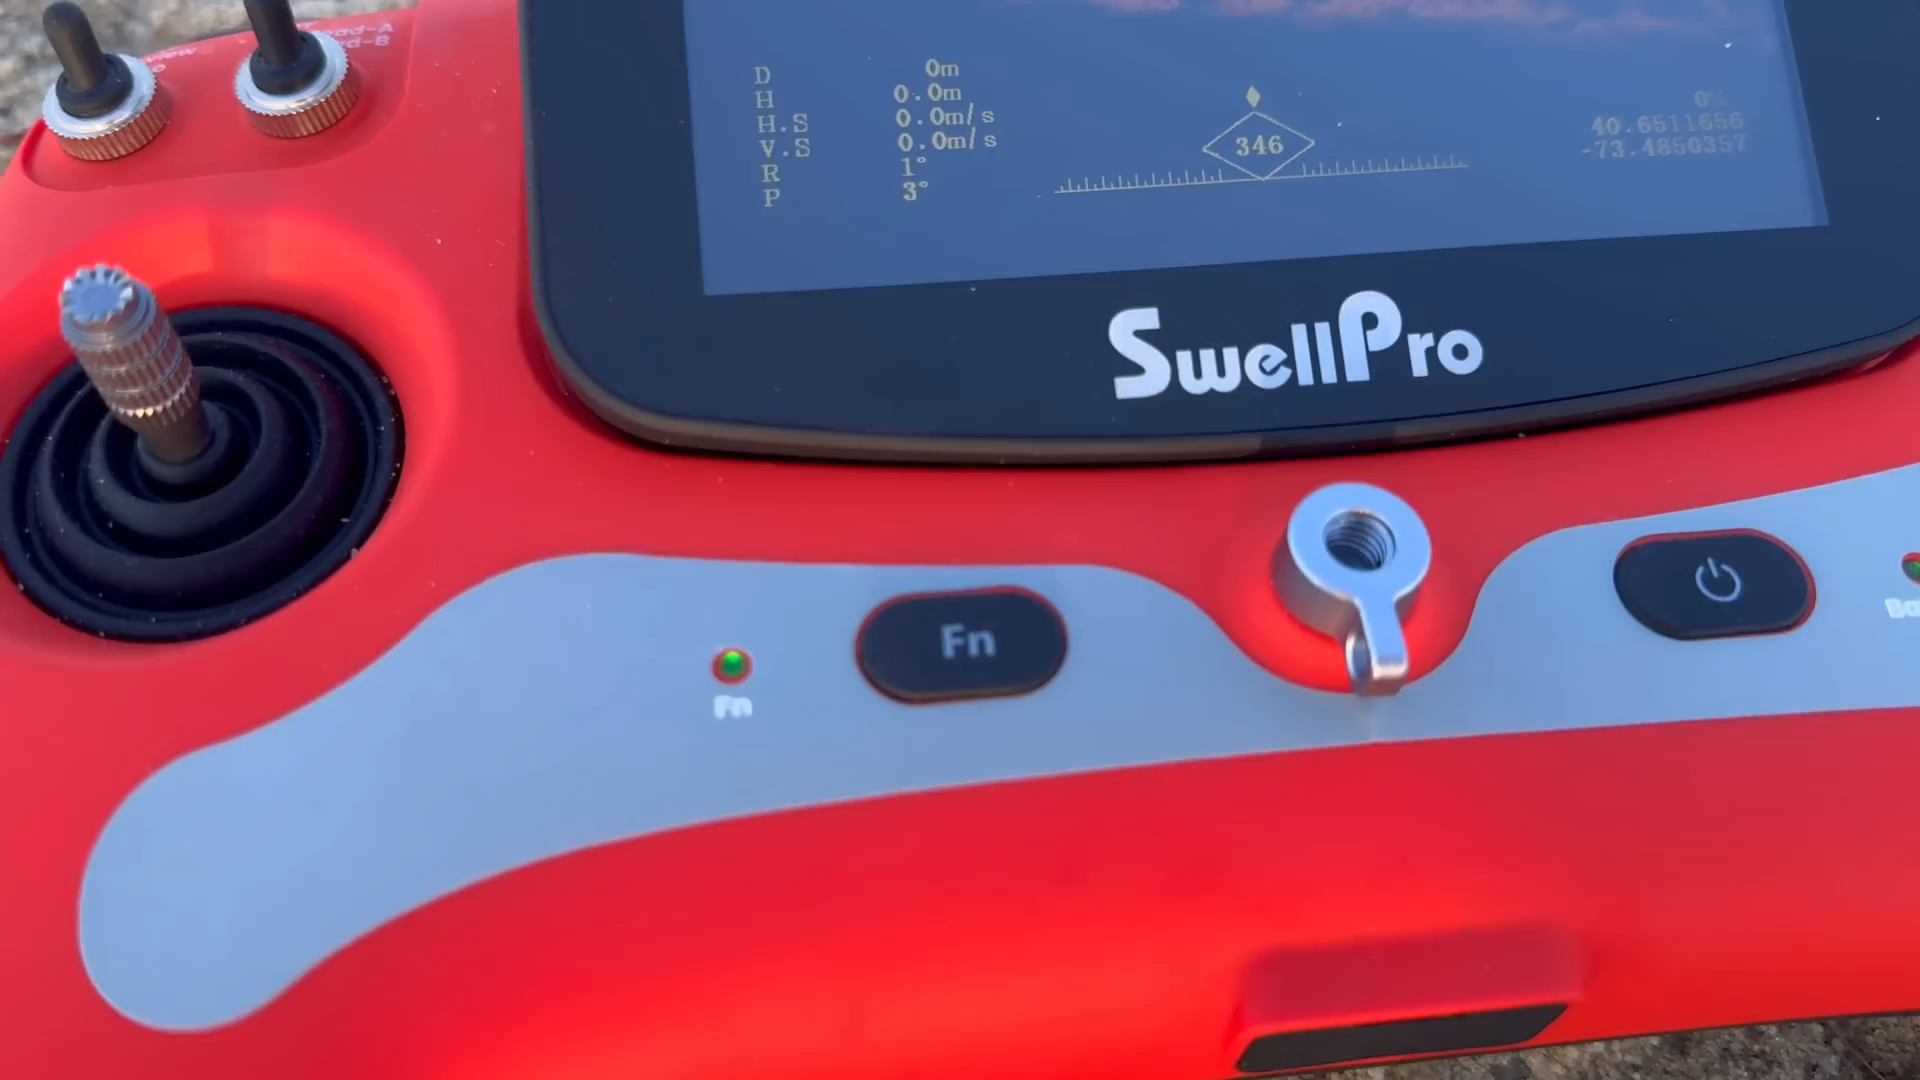 D 0m
H 0.0m
H.S 0.0m/s
V.S 0.0m/s
R 1°
P 3°
346
0%
40.6511656
-73.4850357
SwellPro
Fn
Fn